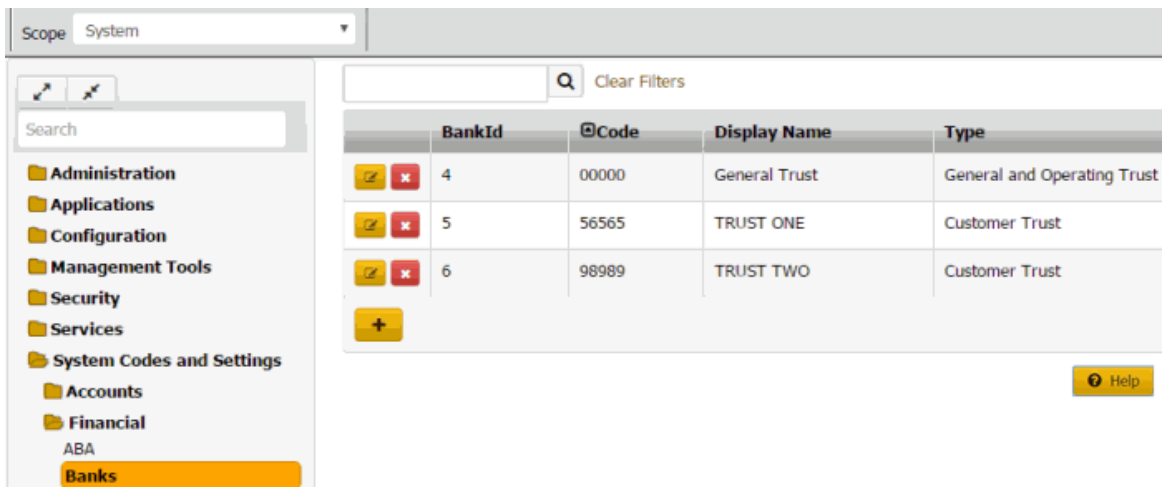 Scope System
Clear Filters
Search
BankId Code Display Name Type
Administration
Applications
Configuration
Management Tools
Security
Services
System Codes and Settings
Accounts
Financial
ABA
Banks
4 00000 General Trust General and Operating Trust
5 56565 TRUST ONE Customer Trust
6 98989 TRUST TWO Customer Trust
+
Help